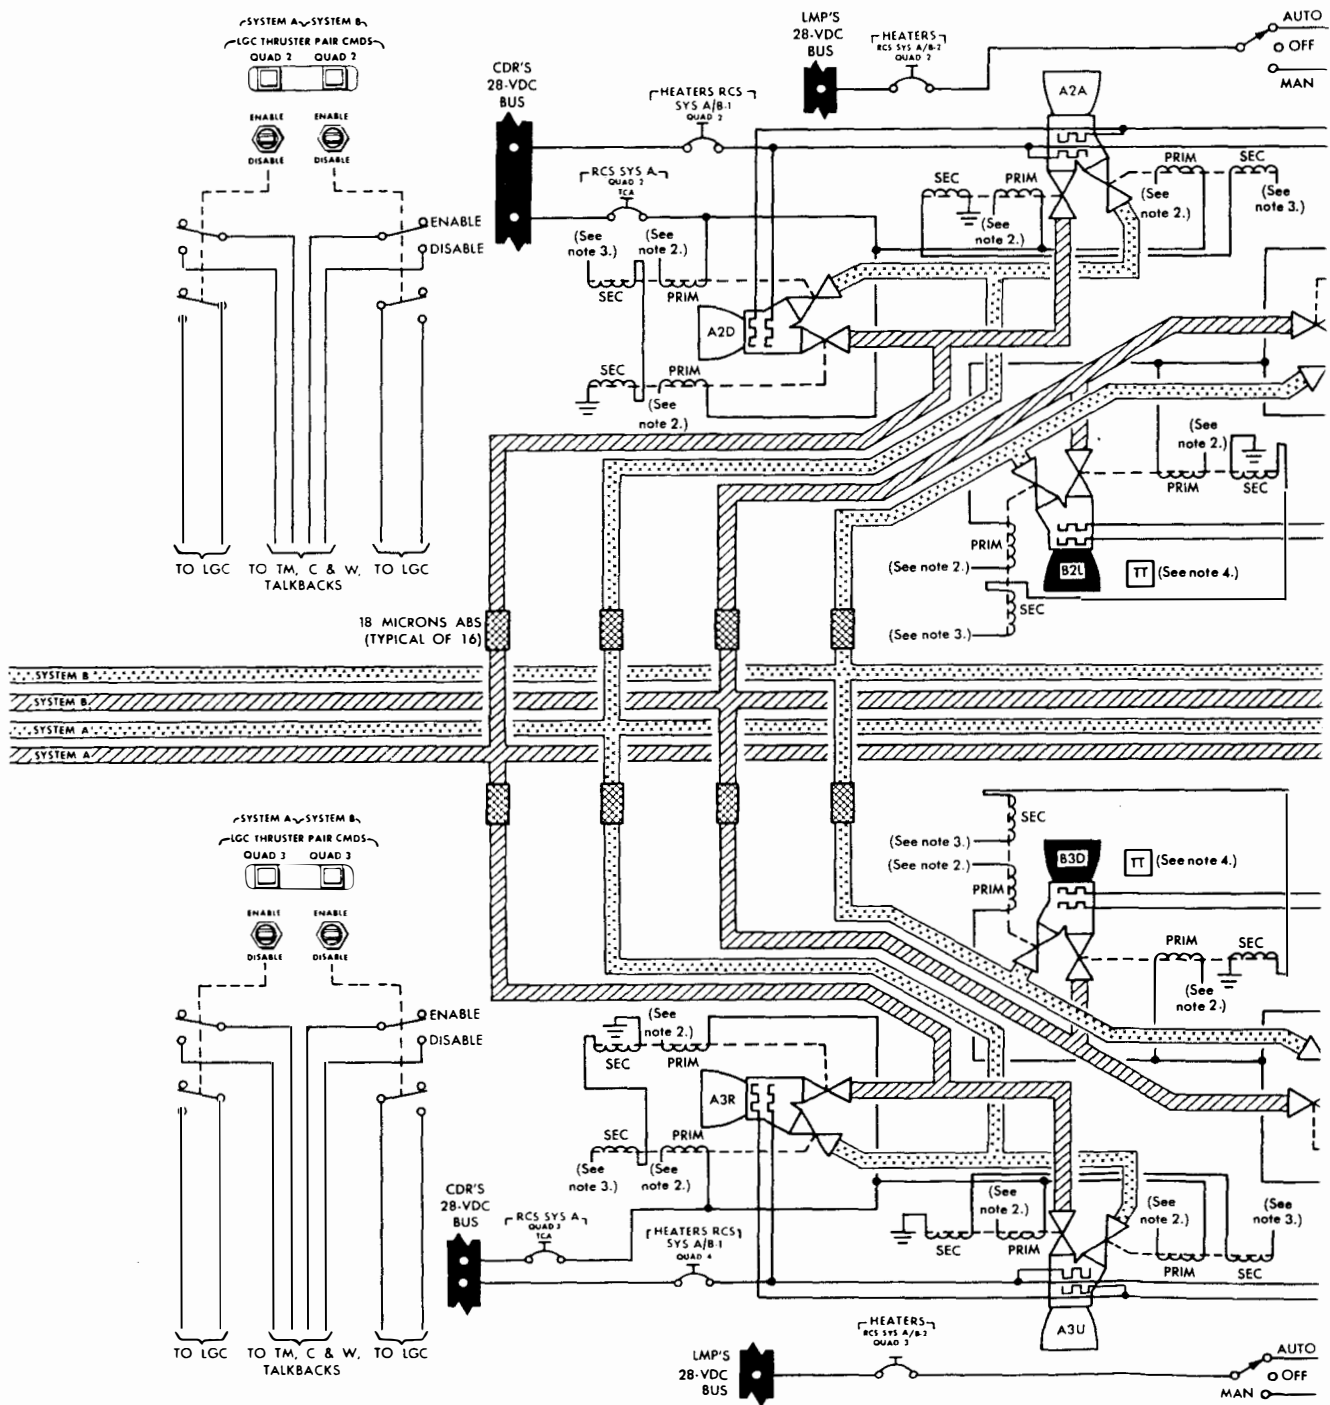 SYSTEM A SYSTEM B
LGC THRUSTER PAIR CMDS
QUAD 2 QUAD 2
ENABLE ENABLE
DISABLE DISABLE
ENABLE
DISABLE
TO LGC
TO TM, C & W,
TALKBACKS
TO LGC
CDR'S
28-VDC
BUS
HEATERS RCS
SYS A/B-1
QUAD 2
RCS SYS A
QUAD 2
TCA
LMP'S
28-VDC
BUS
HEATERS
RCS SYS A/B-2
QUAD 2
AUTO
OFF
MAN
A2A
SEC PRIM
(See
note 2.)
PRIM SEC
(See
note 2.)
(See
note 3.)
(See
note 3.)
(See
note 2.)
SEC PRIM
A2D
SEC PRIM
(See
note 2.)
(See
note 2.)
PRIM SEC
PRIM
(See note 2.)
SEC
(See note 3.)
B2L
TT (See note 4.)
18 MICRONS ABS
(TYPICAL OF 16)
SYSTEM B
SYSTEM B
SYSTEM A
SYSTEM A
SYSTEM A SYSTEM B
LGC THRUSTER PAIR CMDS
QUAD 3 QUAD 3
ENABLE ENABLE
DISABLE DISABLE
ENABLE
DISABLE
TO LGC
TO TM, C & W,
TALKBACKS
TO LGC
SEC
(See note 3.)
(See note 2.)
PRIM
B3D
TT (See note 4.)
PRIM SEC
(See
note 2.)
(See
note 2.)
SEC PRIM
A3R
SEC PRIM
(See
note 3.)
(See
note 2.)
CDR'S
28-VDC
BUS
RCS SYS A
QUAD 3
TCA
HEATERS RCS
SYS A/B-1
QUAD 4
(See
note 2.)
SEC PRIM
(See
note 2.)
(See
note 3.)
PRIM SEC
A3U
LMP'S
28-VDC
BUS
HEATERS
RCS SYS A/B-2
QUAD 3
AUTO
OFF
MAN